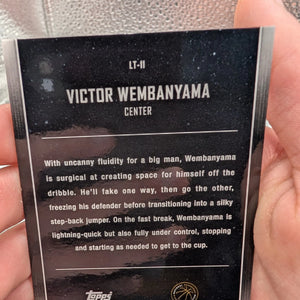 LT-11
VICTOR WEMBANYAMA
CENTER
With uncanny fluidity for a big man, Wembanyama
is surgical at creating space for himself off the
dribble. He'll fake one way, then go the other,
freezing his defender before transitioning into a silky
step-back jumper. On the fast break, Wembanyama is
lightning-quick but also fully under control, stopping
and starting as needed to get to the cup.
Topps